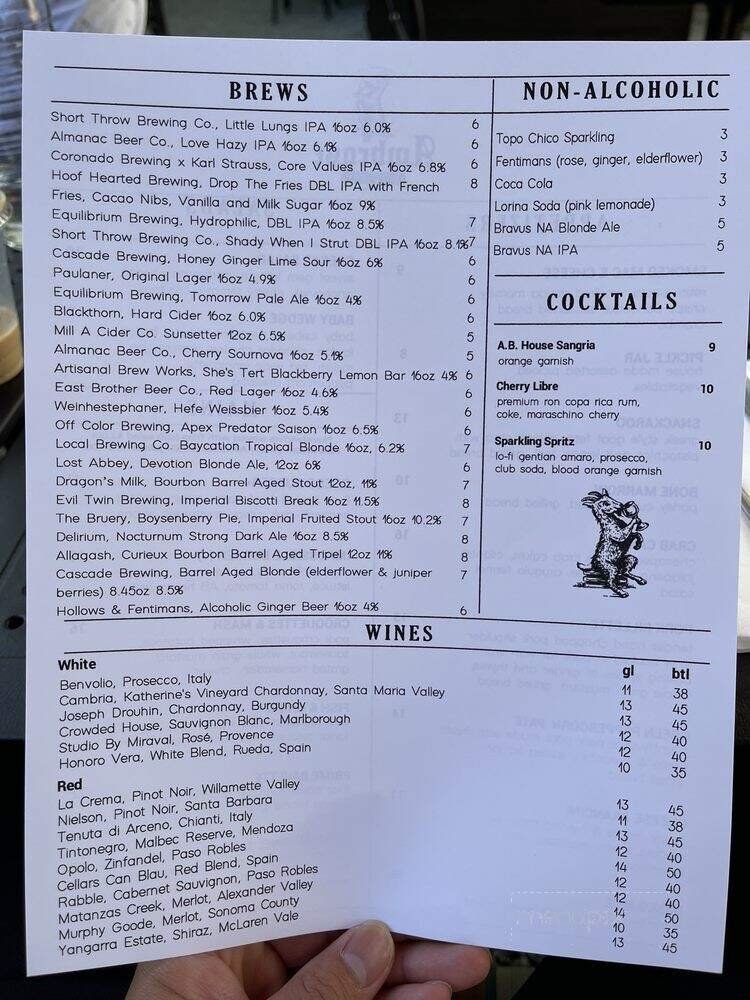 BREWS
Short Throw Brewing Co., Little Lungs IPA 16oz 6.0% 6
Almanac Beer Co., Love Hazy IPA 16oz 6.1% 6
Coronado Brewing x Karl Strauss, Core Values IPA 16oz 6.8% 6
Hoof Hearted Brewing, Drop The Fries DBL IPA with French 8
Fries, Cacao Nibs, Vanilla and Milk Sugar 16oz 9%
Equilibrium Brewing, Hydrophilic, DBL IPA 16oz 8.5% 7
Short Throw Brewing Co., Shady When I Strut DBL IPA 16oz 8.1% 7
Cascade Brewing, Honey Ginger Lime Sour 16oz 6% 6
Paulaner, Original Lager 16oz 4.9% 6
Equilibrium Brewing, Tomorrow Pale Ale 16oz 4% 6
Blackthorn, Hard Cider 16oz 6.0% 6
Mill A Cider Co. Sunsetter 12oz 6.5% 5
Almanac Beer Co., Cherry Sournova 16oz 5.1% 5
Artisanal Brew Works, She's Tert Blackberry Lemon Bar 16oz 4% 6
East Brother Beer Co., Red Lager 16oz 4.6% 6
Weinhestephaner, Hefe Weissbier 16oz 5.4% 6
Off Color Brewing, Apex Predator Saison 16oz 6.5% 6
Local Brewing Co. Baycation Tropical Blonde 16oz, 6.2% 7
Lost Abbey, Devotion Blonde Ale, 12oz 6% 6
Dragon's Milk, Bourbon Barrel Aged Stout 12oz, 11% 7
Evil Twin Brewing, Imperial Biscotti Break 16oz 11.5% 8
The Bruery, Boysenberry Pie, Imperial Fruited Stout 16oz 10.2% 7
Delirium, Nocturnum Strong Dark Ale 16oz 8.5% 8
Allagash, Curieux Bourbon Barrel Aged Tripel 12oz 11% 8
Cascade Brewing, Barrel Aged Blonde (elderflower & juniper 7
berries) 8.45oz 8.5%
Hollows & Fentimans, Alcoholic Ginger Beer 16oz 4% 6
NON-ALCOHOLIC
Topo Chico Sparkling 3
Fentimans (rose, ginger, elderflower) 3
Coca Cola 3
Lorina Soda (pink lemonade) 3
Bravus NA Blonde Ale 5
Bravus NA IPA 5
COCKTAILS
A.B. House Sangria 9
orange garnish
Cherry Libre 10
premium ron copa rica rum,
coke, maraschino cherry
Sparkling Spritz 10
lo-fi gentian amaro, prosecco,
club soda, blood orange garnish
WINES
White gl btl
Benvolio, Prosecco, Italy 11 38
Cambria, Katherine's Vineyard Chardonnay, Santa Maria Valley 13 45
Joseph Drouhin, Chardonnay, Burgundy 13 45
Crowded House, Sauvignon Blanc, Marlborough 12 40
Studio By Miraval, Rosé, Provence 12 40
Honoro Vera, White Blend, Rueda, Spain 10 35
Red
La Crema, Pinot Noir, Willamette Valley 13 45
Nielson, Pinot Noir, Santa Barbara 11 38
Tenuta di Arceno, Chianti, Italy 13 45
Tintonegro, Malbec Reserve, Mendoza 12 40
Opolo, Zinfandel, Paso Robles 14 50
Cellars Can Blau, Red Blend, Spain 12 40
Rabble, Cabernet Sauvignon, Paso Robles 12 40
Matanzas Creek, Merlot, Alexander Valley 14 50
Murphy Goode, Merlot, Sonoma County 10 35
Yangarra Estate, Shiraz, McLaren Vale 13 45